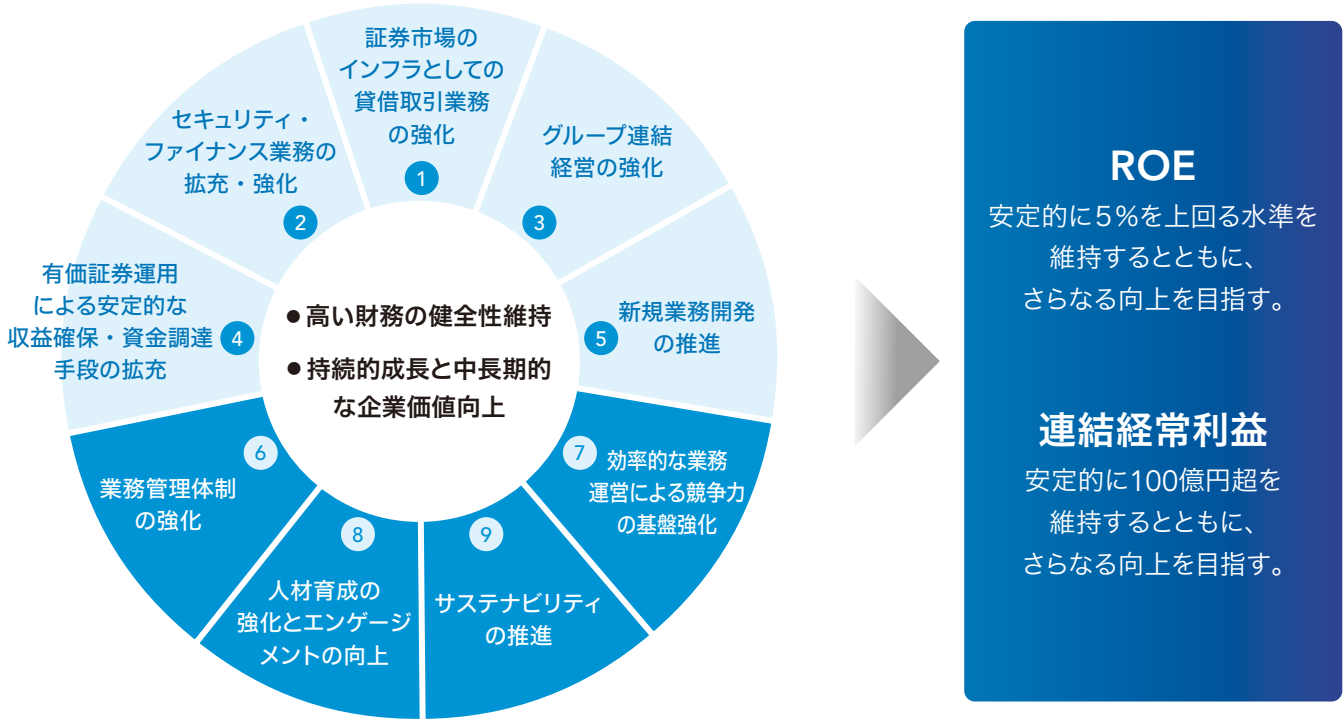 証券市場の
インフラとしての
貸借取引業務
の強化
1
セキュリティ・
ファイナンス業務の
拡充・強化
2
グループ連結
経営の強化
3
有価証券運用
による安定的な
収益確保・資金調達
手段の拡充
4
新規業務開発
の推進
5
● 高い財務の健全性維持
● 持続的成長と中長期的
な企業価値向上
6
業務管理体制
の強化
7
効率的な業務
運営による競争力
の基盤強化
8
人材育成の
強化とエンゲージ
メントの向上
9
サステナビリティ
の推進
ROE
安定的に5%を上回る水準を
維持するとともに、
さらなる向上を目指す。
連結経常利益
安定的に100億円超を
維持するとともに、
さらなる向上を目指す。